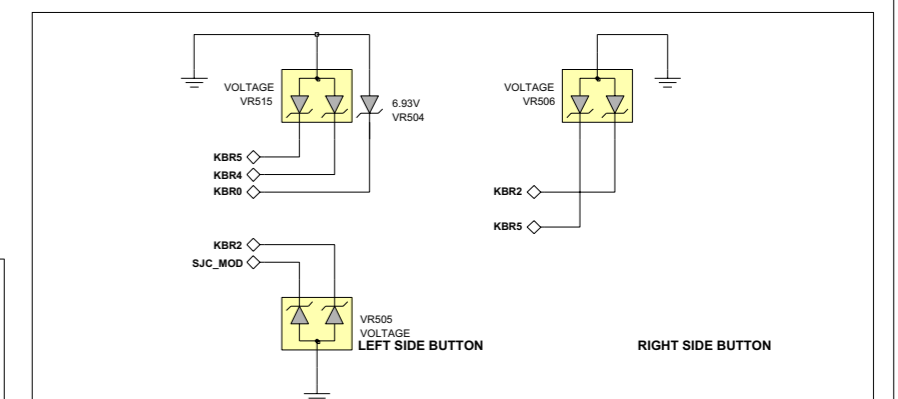 VOLTAGE
VR515
6.93V
VR504
KBR5
KBR4
KBR0
VOLTAGE
VR506
KBR2
KBR5
KBR2
SJC_MOD
VR505
VOLTAGE
LEFT SIDE BUTTON
RIGHT SIDE BUTTON